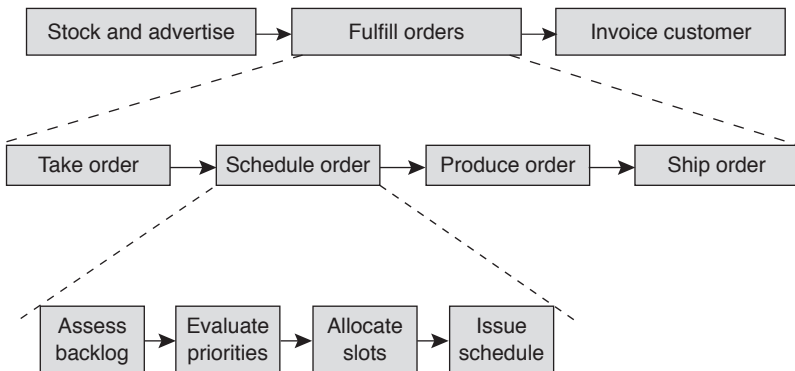 Stock and advertise
Fulfill orders
Invoice customer
Take order
Schedule order
Produce order
Ship order
Assess
backlog
Evaluate
priorities
Allocate
slots
Issue
schedule